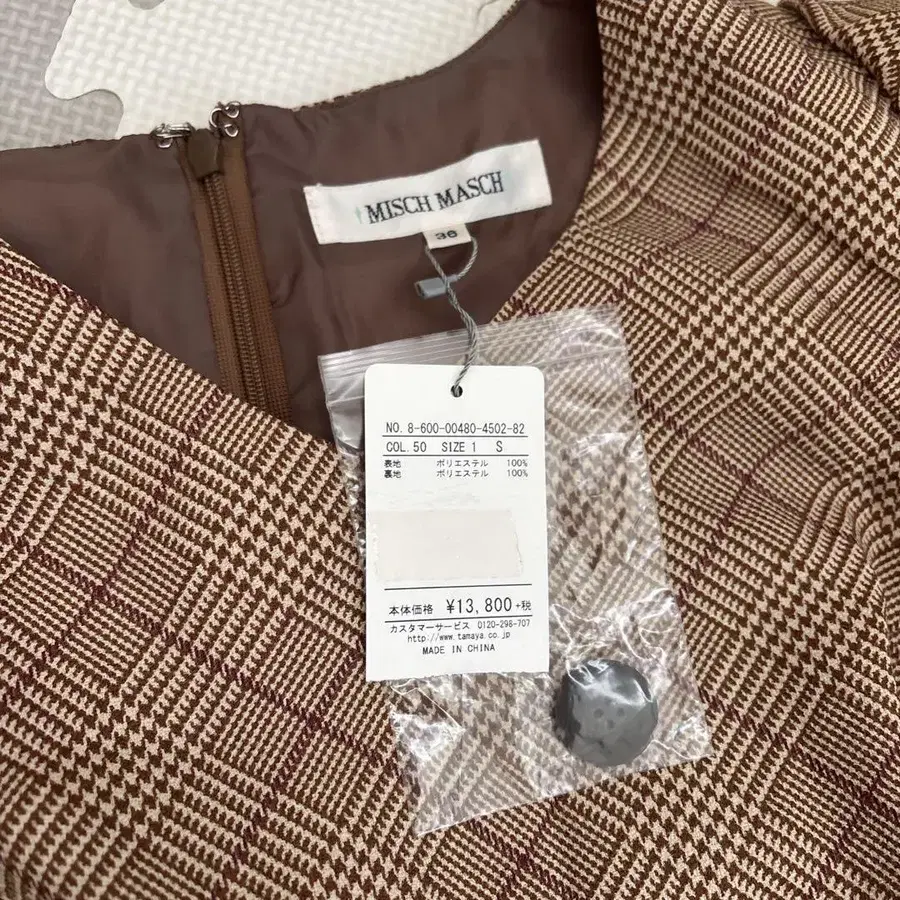 MISCH MASCH
36
NO. 8-600-00480-4502-82
COL. 50 SIZE 1 S
表地 ポリエステル 100%
裏地 ポリエステル 100%
本体価格 ¥13,800+税
カスタマーサービス 0120-298-707
http://www.tamaya.co.jp
MADE IN CHINA